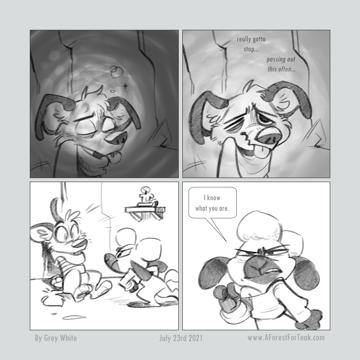 really gotta
stop...
passing out
this often...
I know
what you are.
By Grey White
July 23rd 2021
www.AForestForTeak.com